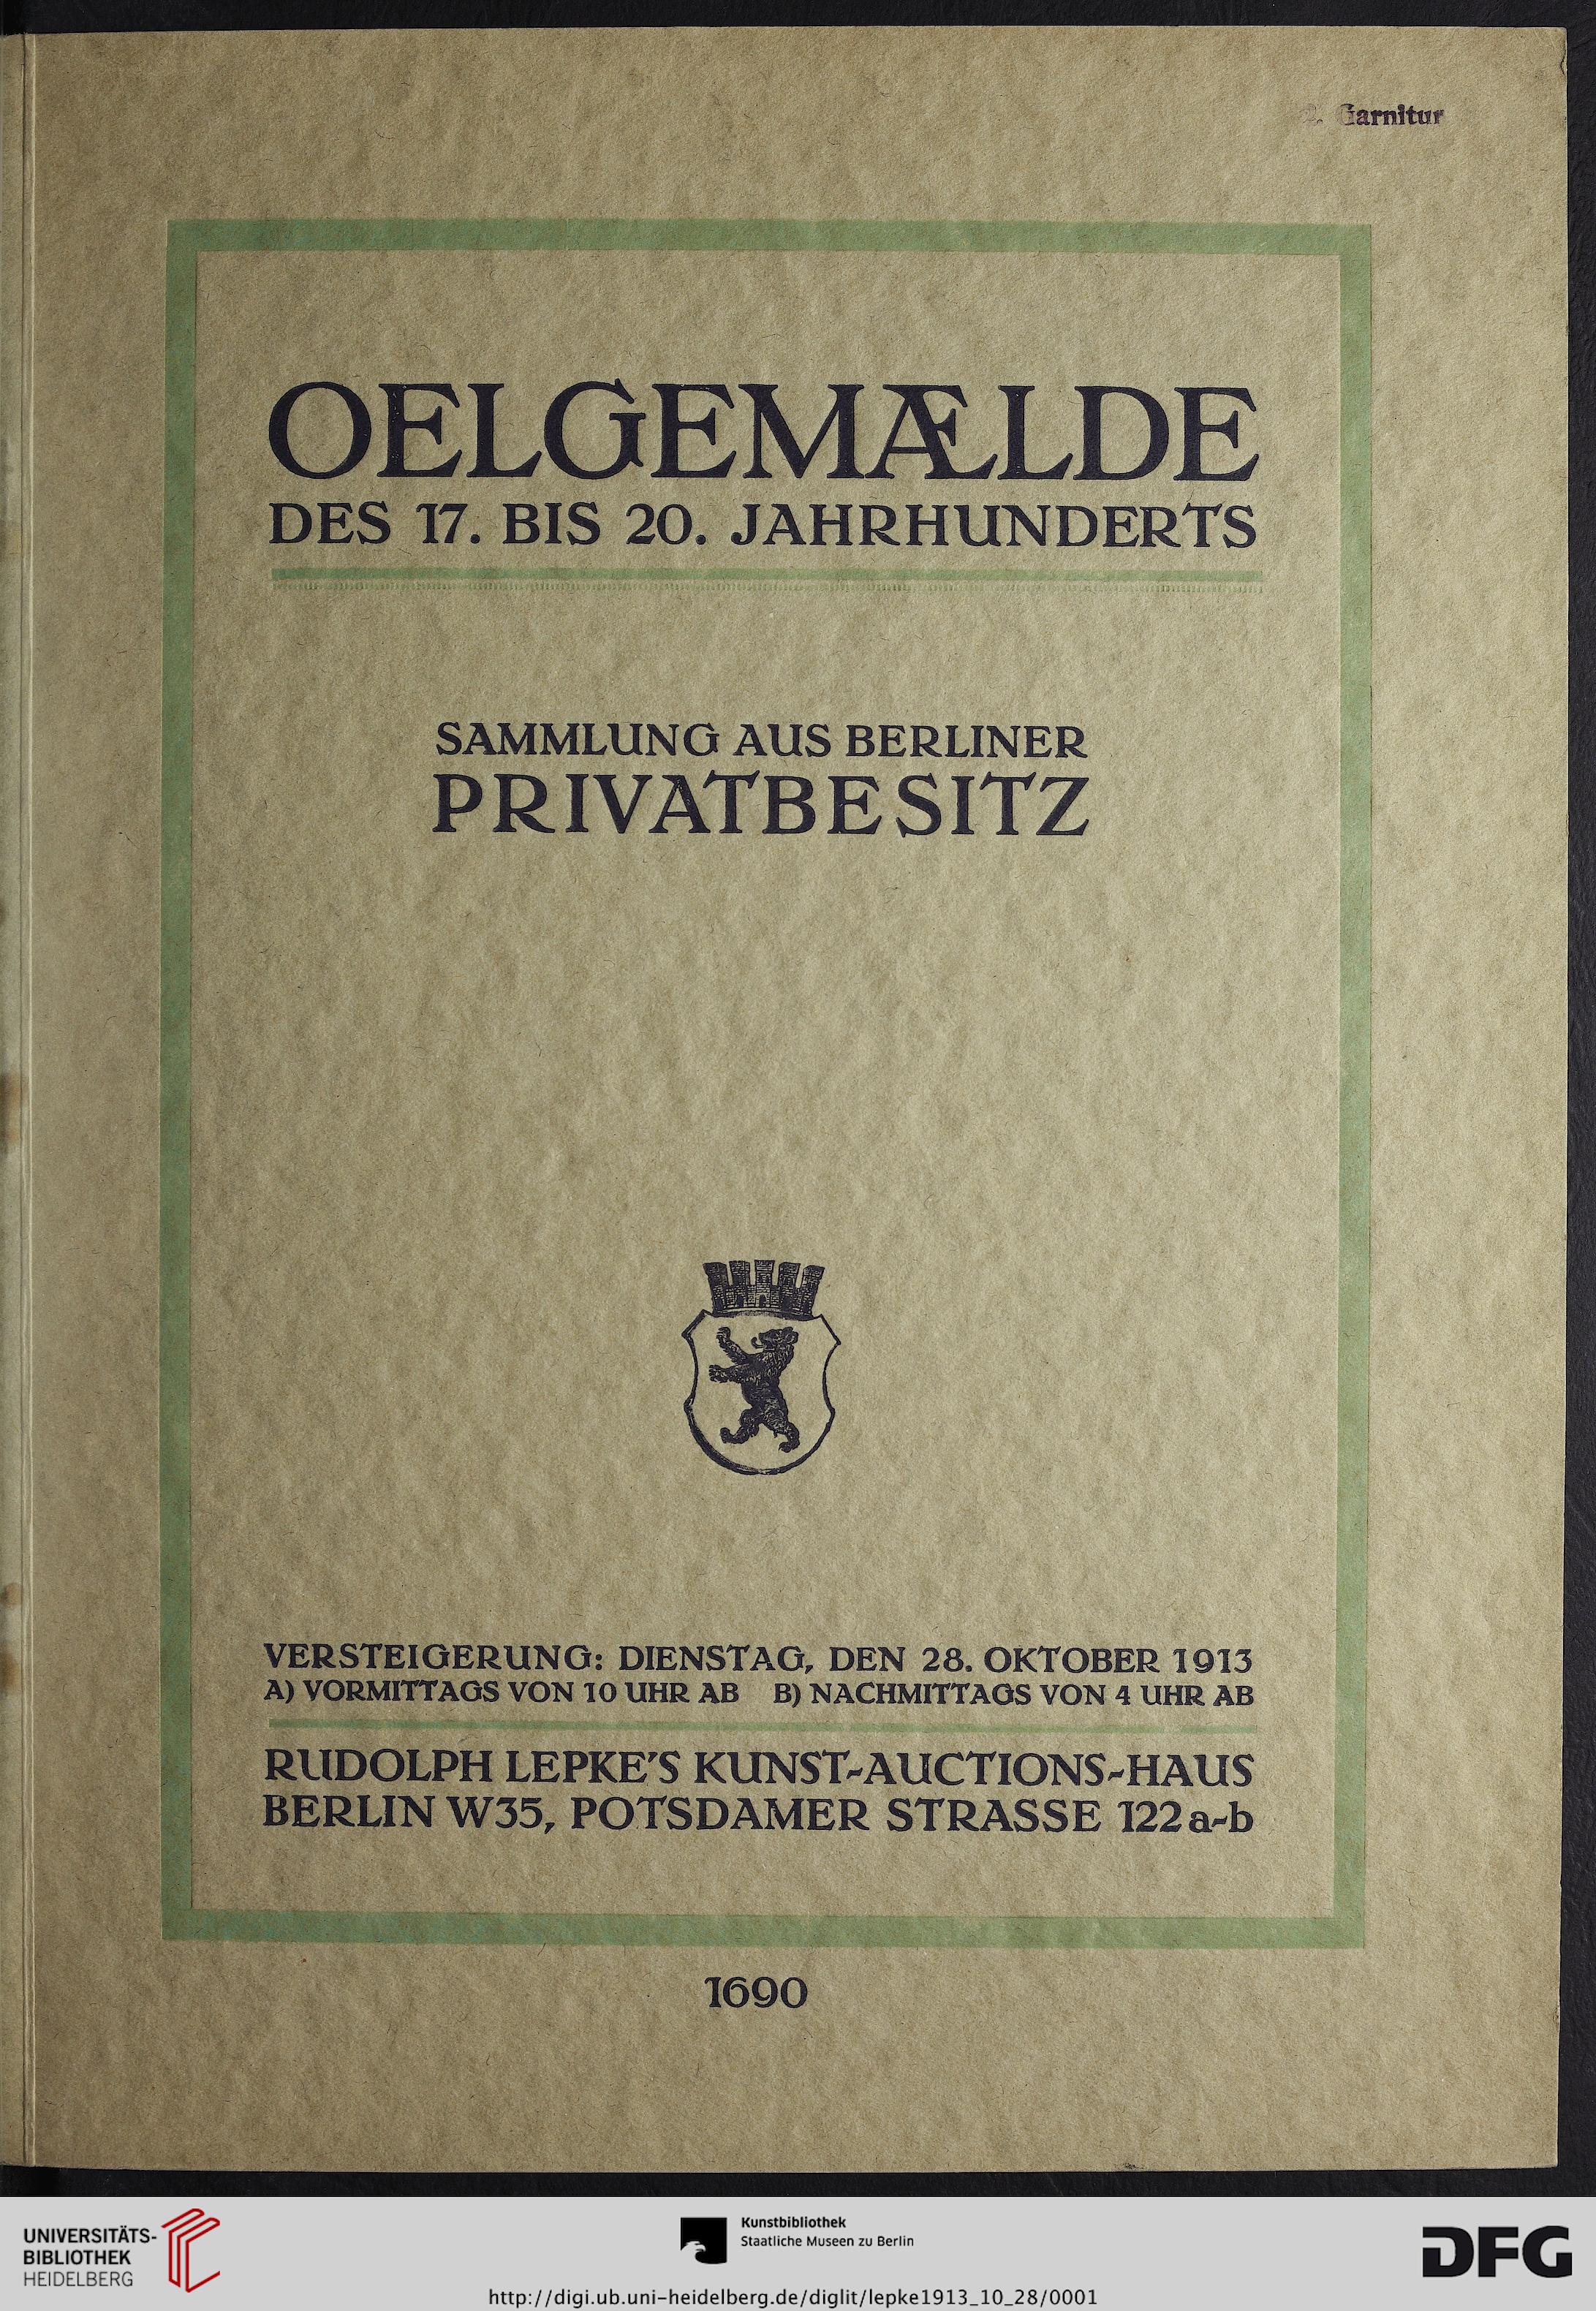 Garnitur
OELGEMÆLDE
DES 17. BIS 20. JAHRHUNDERTS
SAMMLUNG AUS BERLINER
PRIVATBESITZ
VERSTEIGERUNG: DIENSTAG, DEN 28. OKTOBER 1913
A) VORMITTAGS VON 10 UHR AB B) NACHMITTAGS VON 4 UHR AB
RUDOLPH LEPKE'S KUNST-AUCTIONS-HAUS
BERLIN W35, POTSDAMER STRASSE 122a-b
1690
UNIVERSITÄTS-
BIBLIOTHEK
HEIDELBERG
Kunstbibliothek
Staatliche Museen zu Berlin
DFG
http://digi.ub.uni-heidelberg.de/diglit/lepke1913_10_28/0001